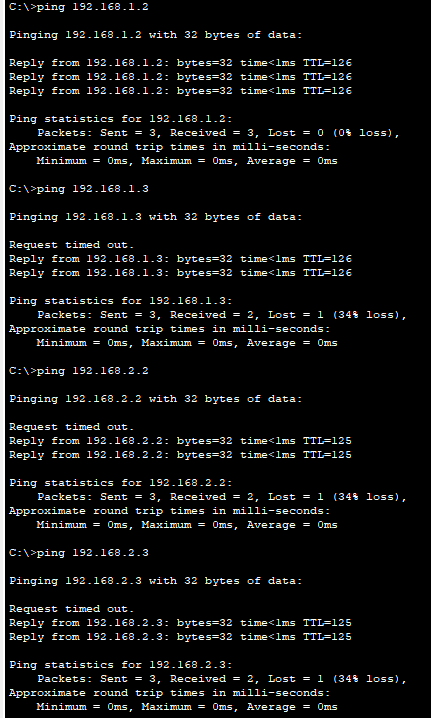 C:\>ping 192.168.1.2
Pinging 192.168.1.2 with 32 bytes of data:
Reply from 192.168.1.2: bytes=32 time<1ms TTL=126
Reply from 192.168.1.2: bytes=32 time<1ms TTL=126
Reply from 192.168.1.2: bytes=32 time<1ms TTL=126
Ping statistics for 192.168.1.2:
Packets: Sent = 3, Received = 3, Lost = 0 (0% loss),
Approximate round trip times in milli-seconds:
Minimum = 0ms, Maximum = 0ms, Average = 0ms
C:\>ping 192.168.1.3
Pinging 192.168.1.3 with 32 bytes of data:
Request timed out.
Reply from 192.168.1.3: bytes=32 time<1ms TTL=126
Reply from 192.168.1.3: bytes=32 time<1ms TTL=126
Ping statistics for 192.168.1.3:
Packets: Sent = 3, Received = 2, Lost = 1 (34% loss),
Approximate round trip times in milli-seconds:
Minimum = 0ms, Maximum = 0ms, Average = 0ms
C:\>ping 192.168.2.2
Pinging 192.168.2.2 with 32 bytes of data:
Request timed out.
Reply from 192.168.2.2: bytes=32 time<1ms TTL=125
Reply from 192.168.2.2: bytes=32 time<1ms TTL=125
Ping statistics for 192.168.2.2:
Packets: Sent = 3, Received = 2, Lost = 1 (34% loss),
Approximate round trip times in milli-seconds:
Minimum = 0ms, Maximum = 0ms, Average = 0ms
C:\>ping 192.168.2.3
Pinging 192.168.2.3 with 32 bytes of data:
Request timed out.
Reply from 192.168.2.3: bytes=32 time<1ms TTL=125
Reply from 192.168.2.3: bytes=32 time<1ms TTL=125
Ping statistics for 192.168.2.3:
Packets: Sent = 3, Received = 2, Lost = 1 (34% loss),
Approximate round trip times in milli-seconds:
Minimum = 0ms, Maximum = 0ms, Average = 0ms